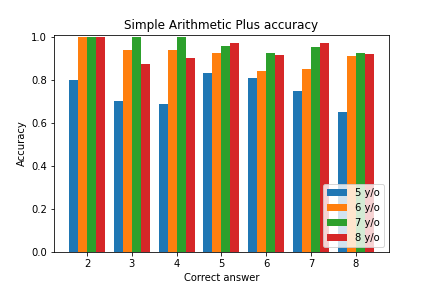 Simple Arithmetic Plus accuracy
1.0
0.8
0.6
0.4
0.2
0.0
Accuracy
2 3 4 5 6 7 8
Correct answer
5 y/o
6 y/o
7 y/o
8 y/o